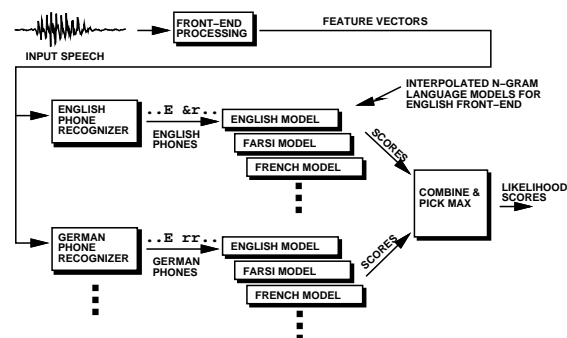 FRONT–END
PROCESSING
FEATURE VECTORS
INPUT SPEECH
INTERPOLATED N–GRAM
LANGUAGE MODELS FOR
ENGLISH FRONT–END
ENGLISH
PHONE
RECOGNIZER
..E &r..
ENGLISH
PHONES
ENGLISH MODEL
FARSI MODEL
FRENCH MODEL
SCORES
COMBINE &
PICK MAX
LIKELIHOOD
SCORES
GERMAN
PHONE
RECOGNIZER
..E rr..
GERMAN
PHONES
ENGLISH MODEL
FARSI MODEL
FRENCH MODEL
SCORES